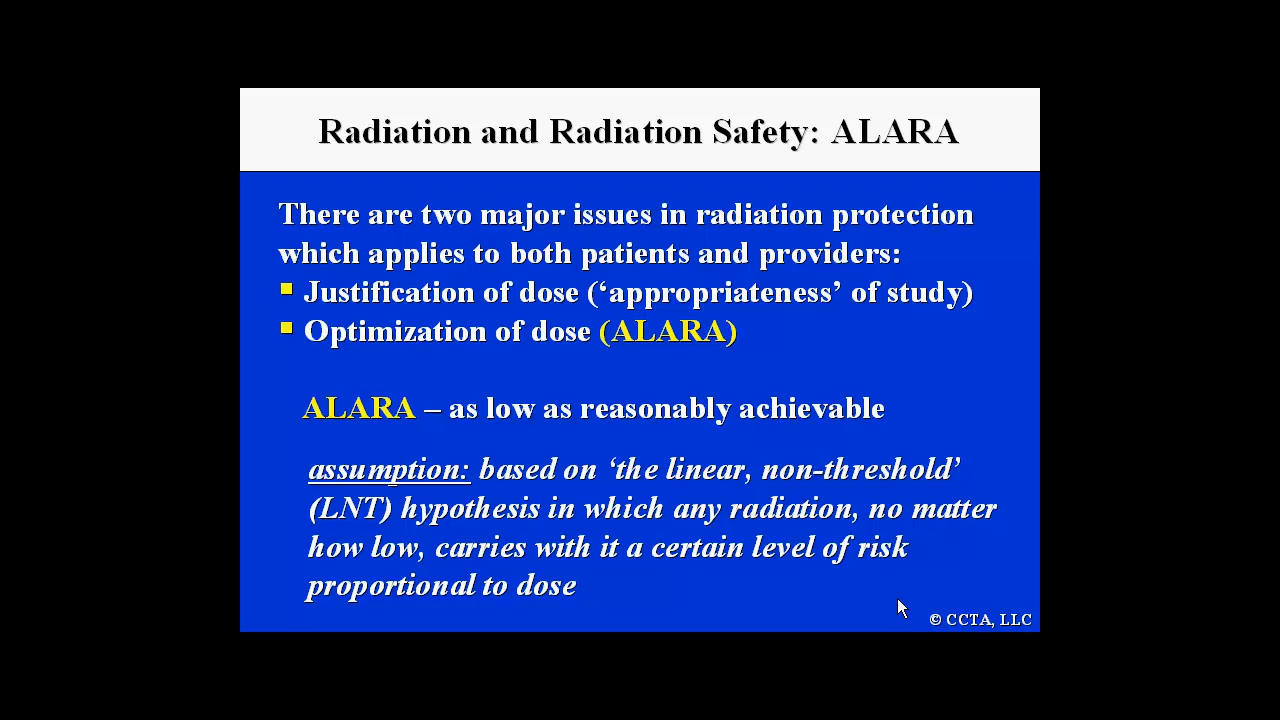 Radiation and Radiation Safety: ALARA
There are two major issues in radiation protection
which applies to both patients and providers:
Justification of dose (‘appropriateness’ of study)
Optimization of dose (ALARA)
ALARA – as low as reasonably achievable
assumption: based on ‘the linear, non-threshold’
(LNT) hypothesis in which any radiation, no matter
how low, carries with it a certain level of risk
proportional to dose
© CCTA, LLC